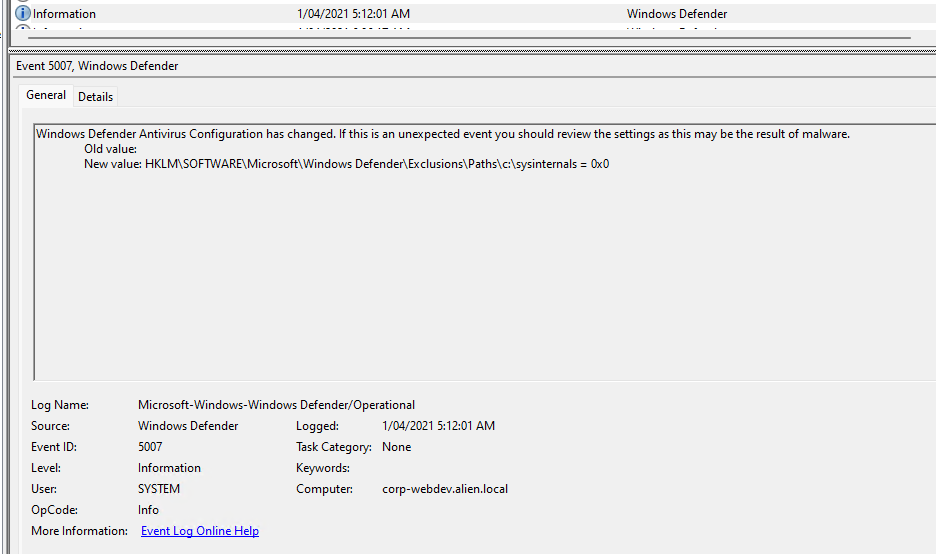 Information 1/04/2021 5:12:01 AM Windows Defender
Event 5007, Windows Defender
General Details
Windows Defender Antivirus Configuration has changed. If this is an unexpected event you should review the settings as this may be the result of malware.
Old value:
New value: HKLM\SOFTWARE\Microsoft\Windows Defender\Exclusions\Paths\c:\sysinternals = 0x0
Log Name: Microsoft-Windows-Windows Defender/Operational
Source: Windows Defender Logged: 1/04/2021 5:12:01 AM
Event ID: 5007 Task Category: None
Level: Information Keywords:
User: SYSTEM Computer: corp-webdev.alien.local
OpCode: Info
More Information: Event Log Online Help